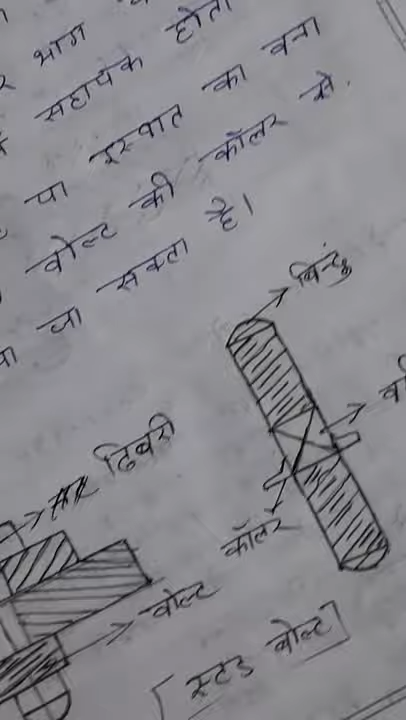 भाग
सहायक होता
या इस्पात का बना
वोल्ट की कॉलर से
जा सकता है।
बिन्दु
ढिबरी
कॉलर
वोल्ट
स्टड बोल्ट